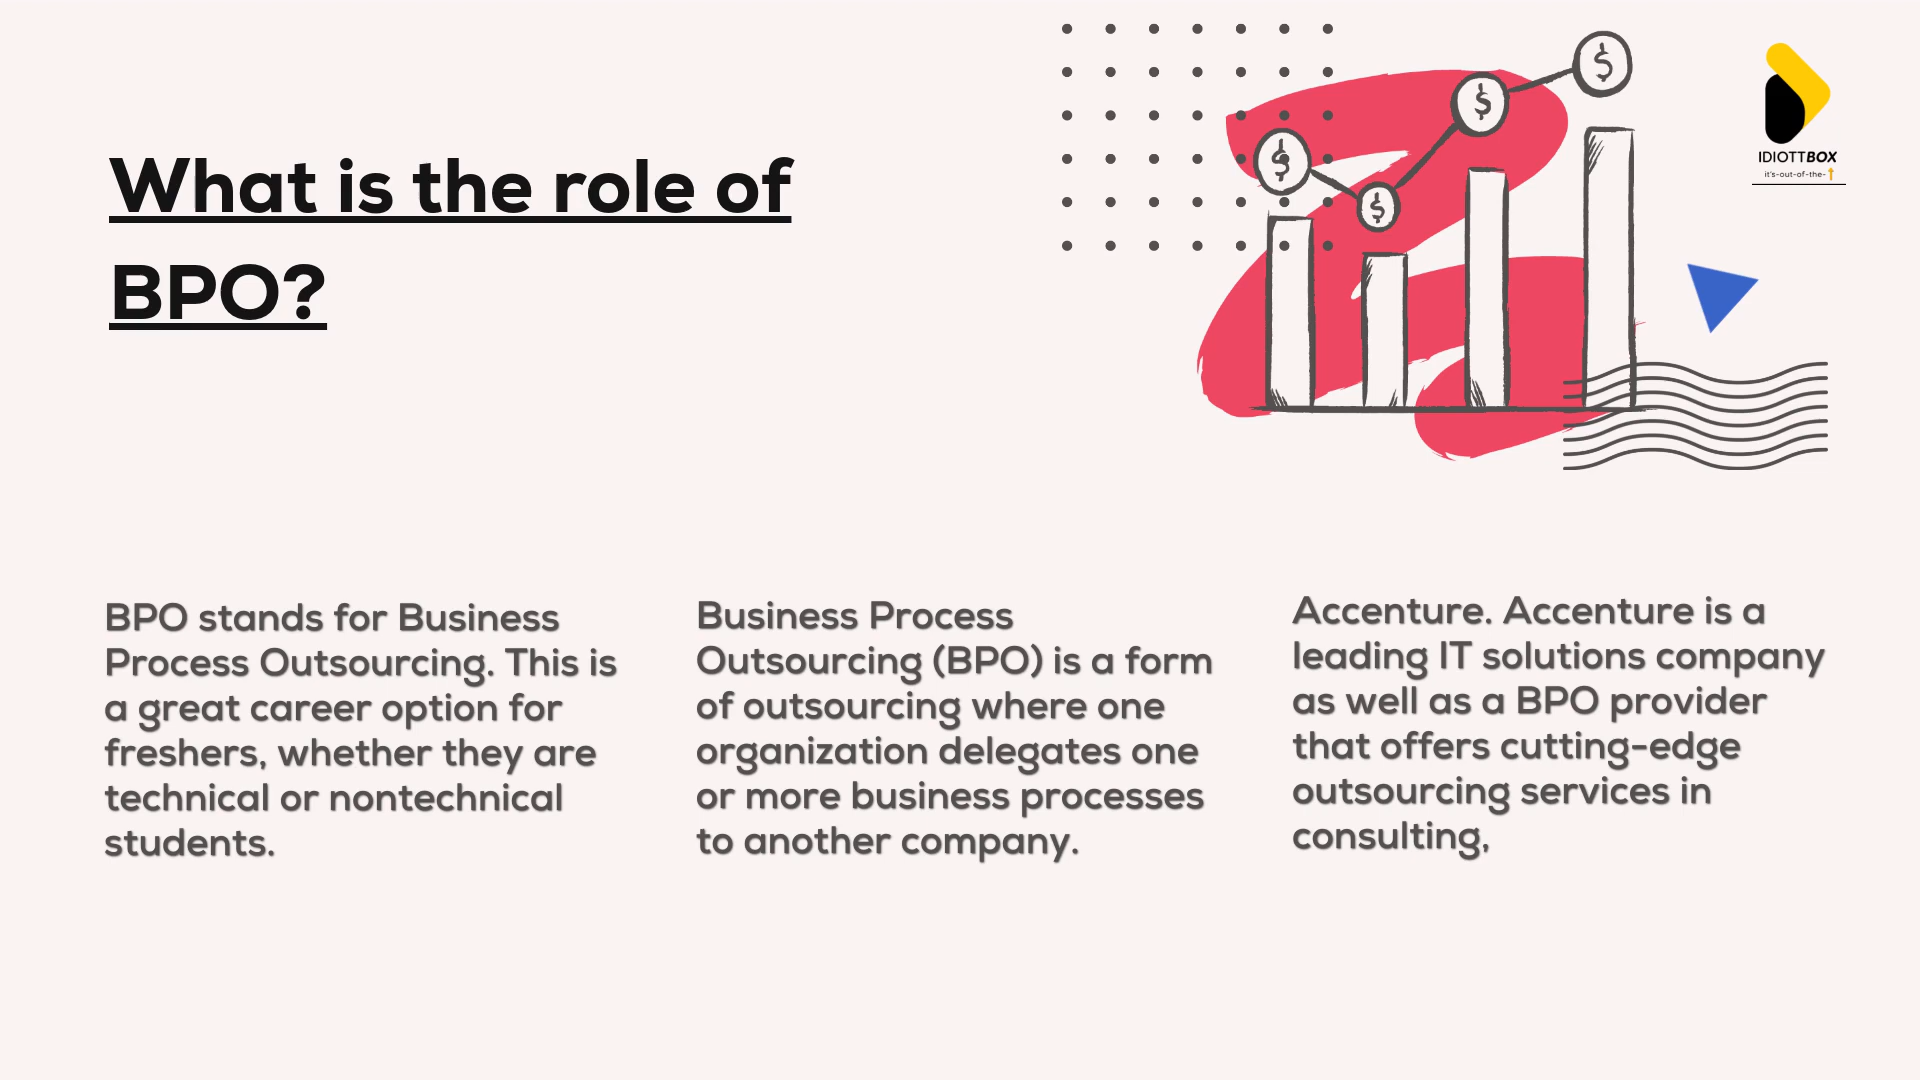 What is the role of
BPO?
$
$
$
$
IDIOTTBOX
it's-out-of-the-
BPO stands for Business
Process Outsourcing. This is
a great career option for
freshers, whether they are
technical or nontechnical
students.
Business Process
Outsourcing (BPO) is a form
of outsourcing where one
organization delegates one
or more business processes
to another company.
Accenture. Accenture is a
leading IT solutions company
as well as a BPO provider
that offers cutting-edge
outsourcing services in
consulting,